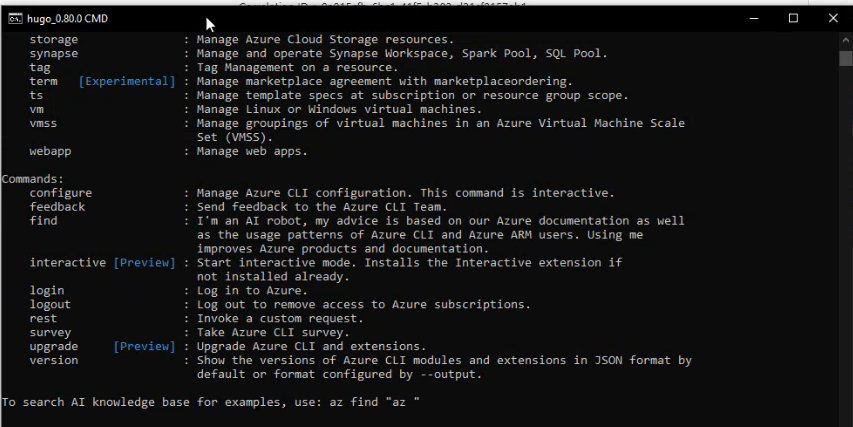 hugo_0.80.0 CMD
storage : Manage Azure Cloud Storage resources.
synapse : Manage and operate Synapse Workspace, Spark Pool, SQL Pool.
tag : Tag Management on a resource.
term [Experimental] : Manage marketplace agreement with marketplaceordering.
ts : Manage template specs at subscription or resource group scope.
vm : Manage Linux or Windows virtual machines.
vmss : Manage groupings of virtual machines in an Azure Virtual Machine Scale
Set (VMSS).
webapp : Manage web apps.
Commands:
configure : Manage Azure CLI configuration. This command is interactive.
feedback : Send feedback to the Azure CLI Team.
find : I'm an AI robot, my advice is based on our Azure documentation as well
as the usage patterns of Azure CLI and Azure ARM users. Using me
improves Azure products and documentation.
interactive [Preview] : Start interactive mode. Installs the Interactive extension if
not installed already.
login : Log in to Azure.
logout : Log out to remove access to Azure subscriptions.
rest : Invoke a custom request.
survey : Take Azure CLI survey.
upgrade [Preview] : Upgrade Azure CLI and extensions.
version : Show the versions of Azure CLI modules and extensions in JSON format by
default or format configured by --output.
To search AI knowledge base for examples, use: az find "az "